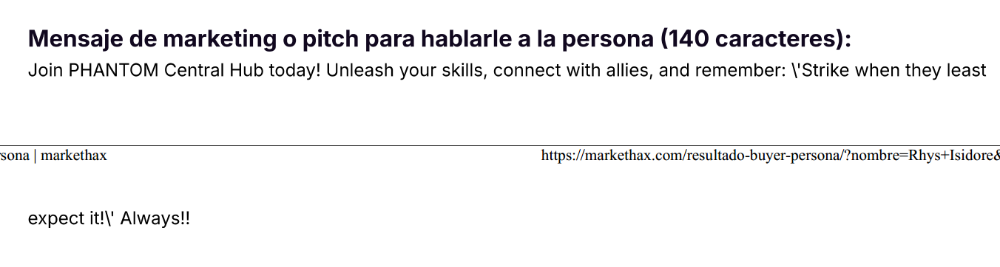 Mensaje de marketing o pitch para hablarle a la persona (140 caracteres):
Join PHANTOM Central Hub today! Unleash your skills, connect with allies, and remember: \'Strike when they least
sona | markethax https://markethax.com/resultado-buyer-persona/?nombre=Rhys+Isidore&
expect it!\' Always!!